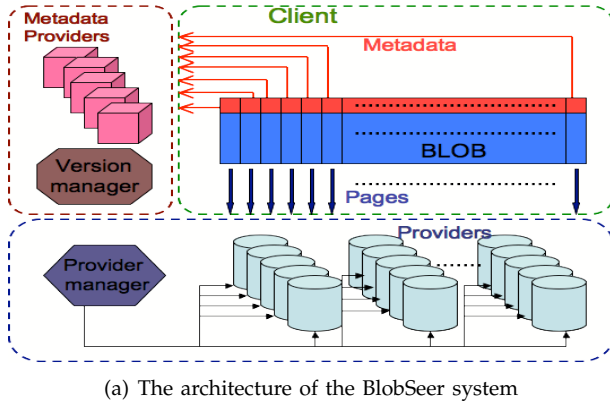 Metadata
Providers
Client
Metadata
BLOB
Version
manager
Pages
Providers
Provider
manager
(a) The architecture of the BlobSeer system